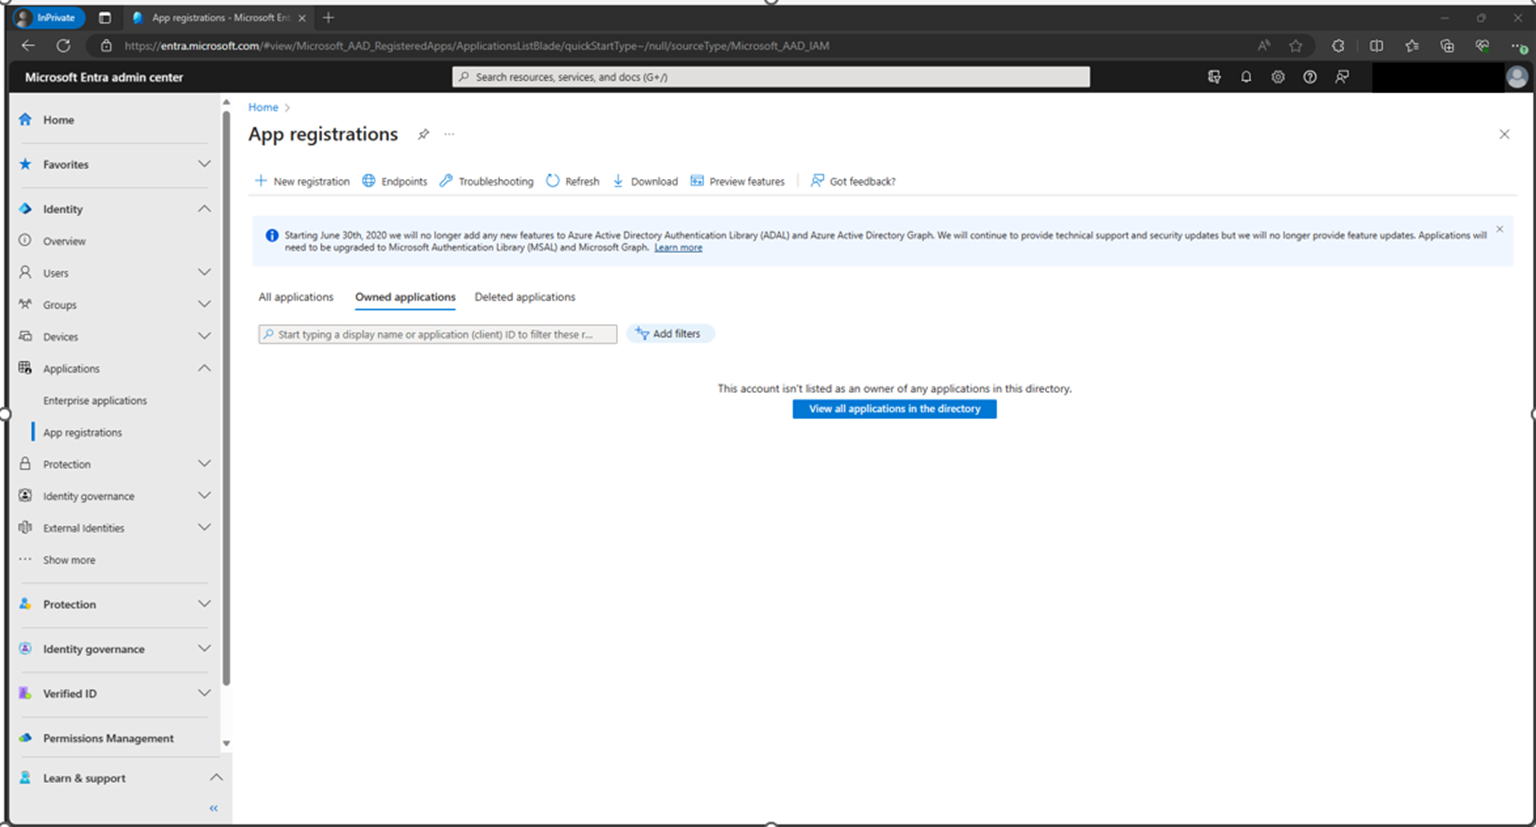 InPrivate
App registrations - Microsoft Ent
https://entra.microsoft.com/#view/Microsoft_AAD_RegisteredApps/ApplicationsListBlade/quickStartType~/null/sourceType/Microsoft_AAD_IAM
Microsoft Entra admin center
Search resources, services, and docs (G+/)
Home
Favorites
Identity
Overview
Users
Groups
Devices
Applications
Enterprise applications
App registrations
Protection
Identity governance
External Identities
Show more
Protection
Identity governance
Verified ID
Permissions Management
Learn & support
Home
App registrations
New registration
Endpoints
Troubleshooting
Refresh
Download
Preview features
Got feedback?
Starting June 30th, 2020 we will no longer add any new features to Azure Active Directory Authentication Library (ADAL) and Azure Active Directory Graph. We will continue to provide technical support and security updates but we will no longer provide feature updates. Applications will
need to be upgraded to Microsoft Authentication Library (MSAL) and Microsoft Graph. Learn more
All applications
Owned applications
Deleted applications
Start typing a display name or application (client) ID to filter these r...
Add filters
This account isn't listed as an owner of any applications in this directory.
View all applications in the directory